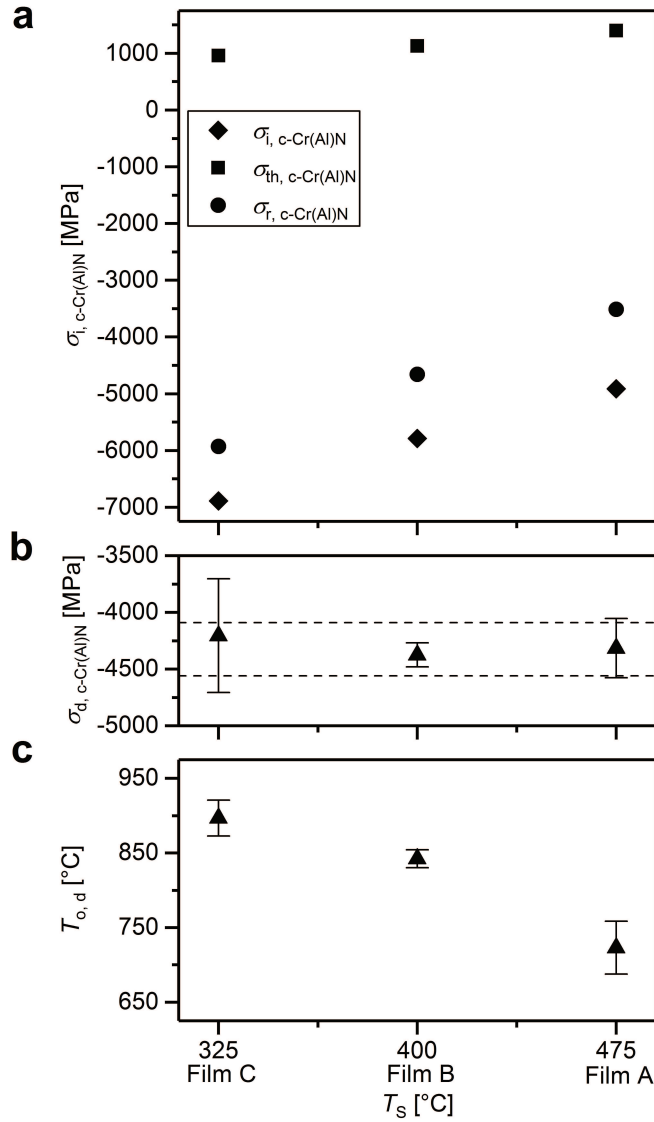 a
1000
0
-1000
-2000
-3000
-4000
-5000
-6000
-7000
σi, c-Cr(Al)N [MPa]
σi, c-Cr(Al)N
σth, c-Cr(Al)N
σr, c-Cr(Al)N
b
-3500
-4000
-4500
-5000
σd, c-Cr(Al)N [MPa]
c
950
850
750
650
To, d [°C]
325 400 475
Film C Film B Film A
TS [°C]